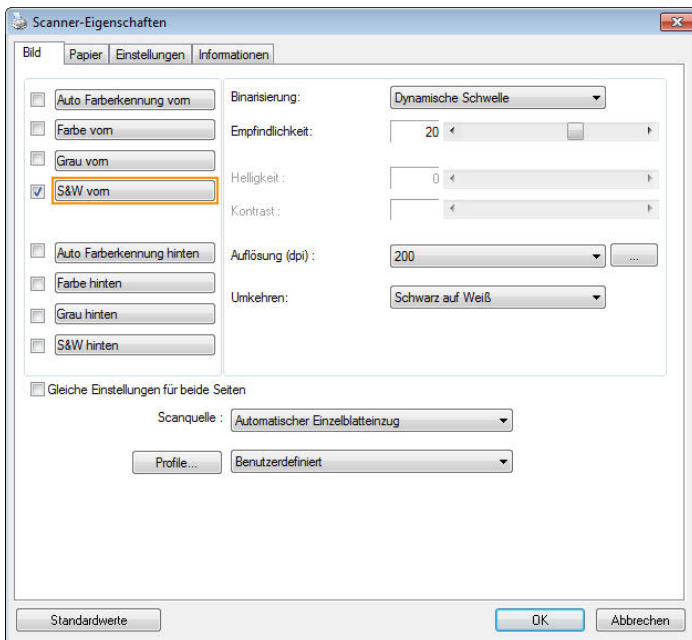 Scanner-Eigenschaften
Bild Papier Einstellungen Informationen
Auto Farberkennung vorn
Farbe vorn
Grau vorn
S&W vorn
Auto Farberkennung hinten
Farbe hinten
Grau hinten
S&W hinten
Binarisierung: Dynamische Schwelle
Empfindlichkeit: 20
Helligkeit : 0
Kontrast :
Auflösung (dpi) : 200 ...
Umkehren: Schwarz auf Weiß
Gleiche Einstellungen für beide Seiten
Scanquelle : Automatischer Einzelblatteinzug
Profile... Benutzerdefiniert
Standardwerte OK Abbrechen